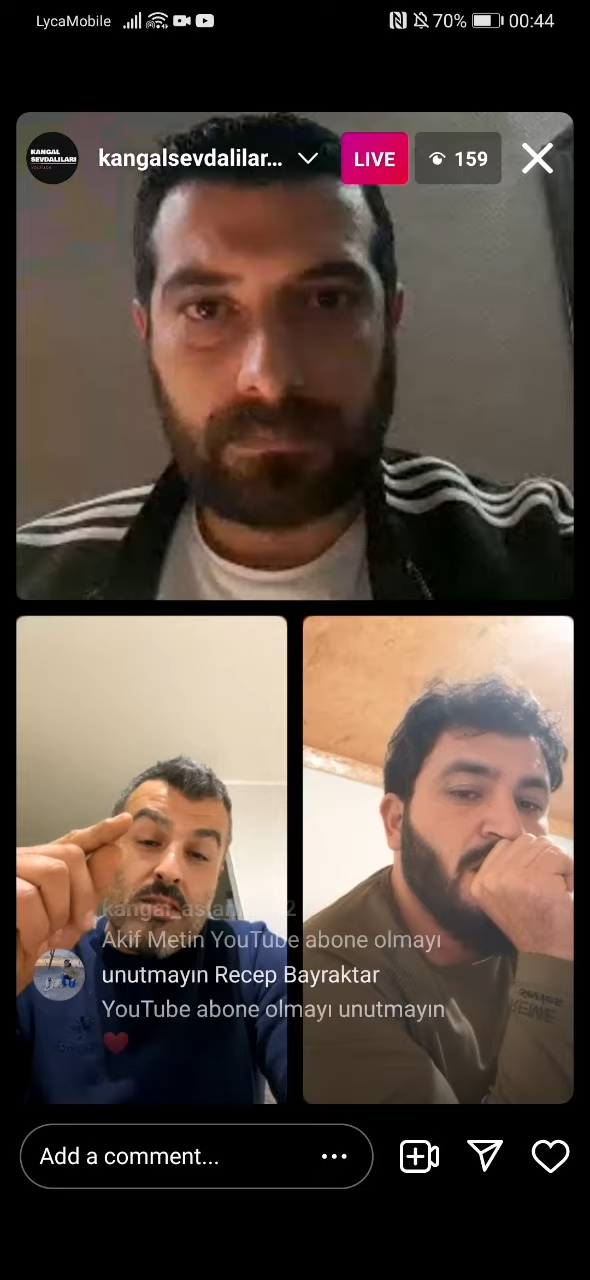 LycaMobile 70% 00:44
KANGAL
SEVDALILARI
YOUTUBE
kangalsevdalilar... LIVE 159
Akif Metin YouTube abone olmayı
unutmayın Recep Bayraktar
YouTube abone olmayı unutmayın
❤️
Add a comment...